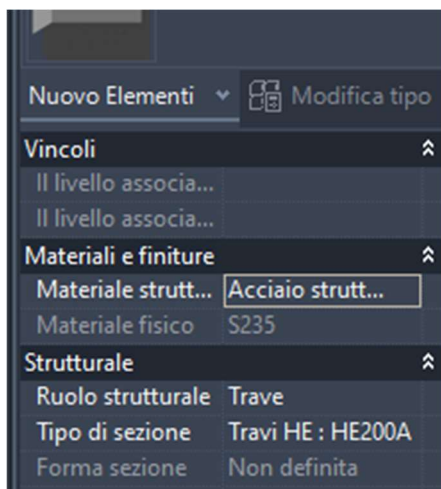 Nuovo Elementi Modifica tipo
Vincoli
Il livello associa...
Il livello associa...
Materiali e finiture
Materiale strutt... Acciaio strutt...
Materiale fisico S235
Strutturale
Ruolo strutturale Trave
Tipo di sezione Travi HE : HE200A
Forma sezione Non definita